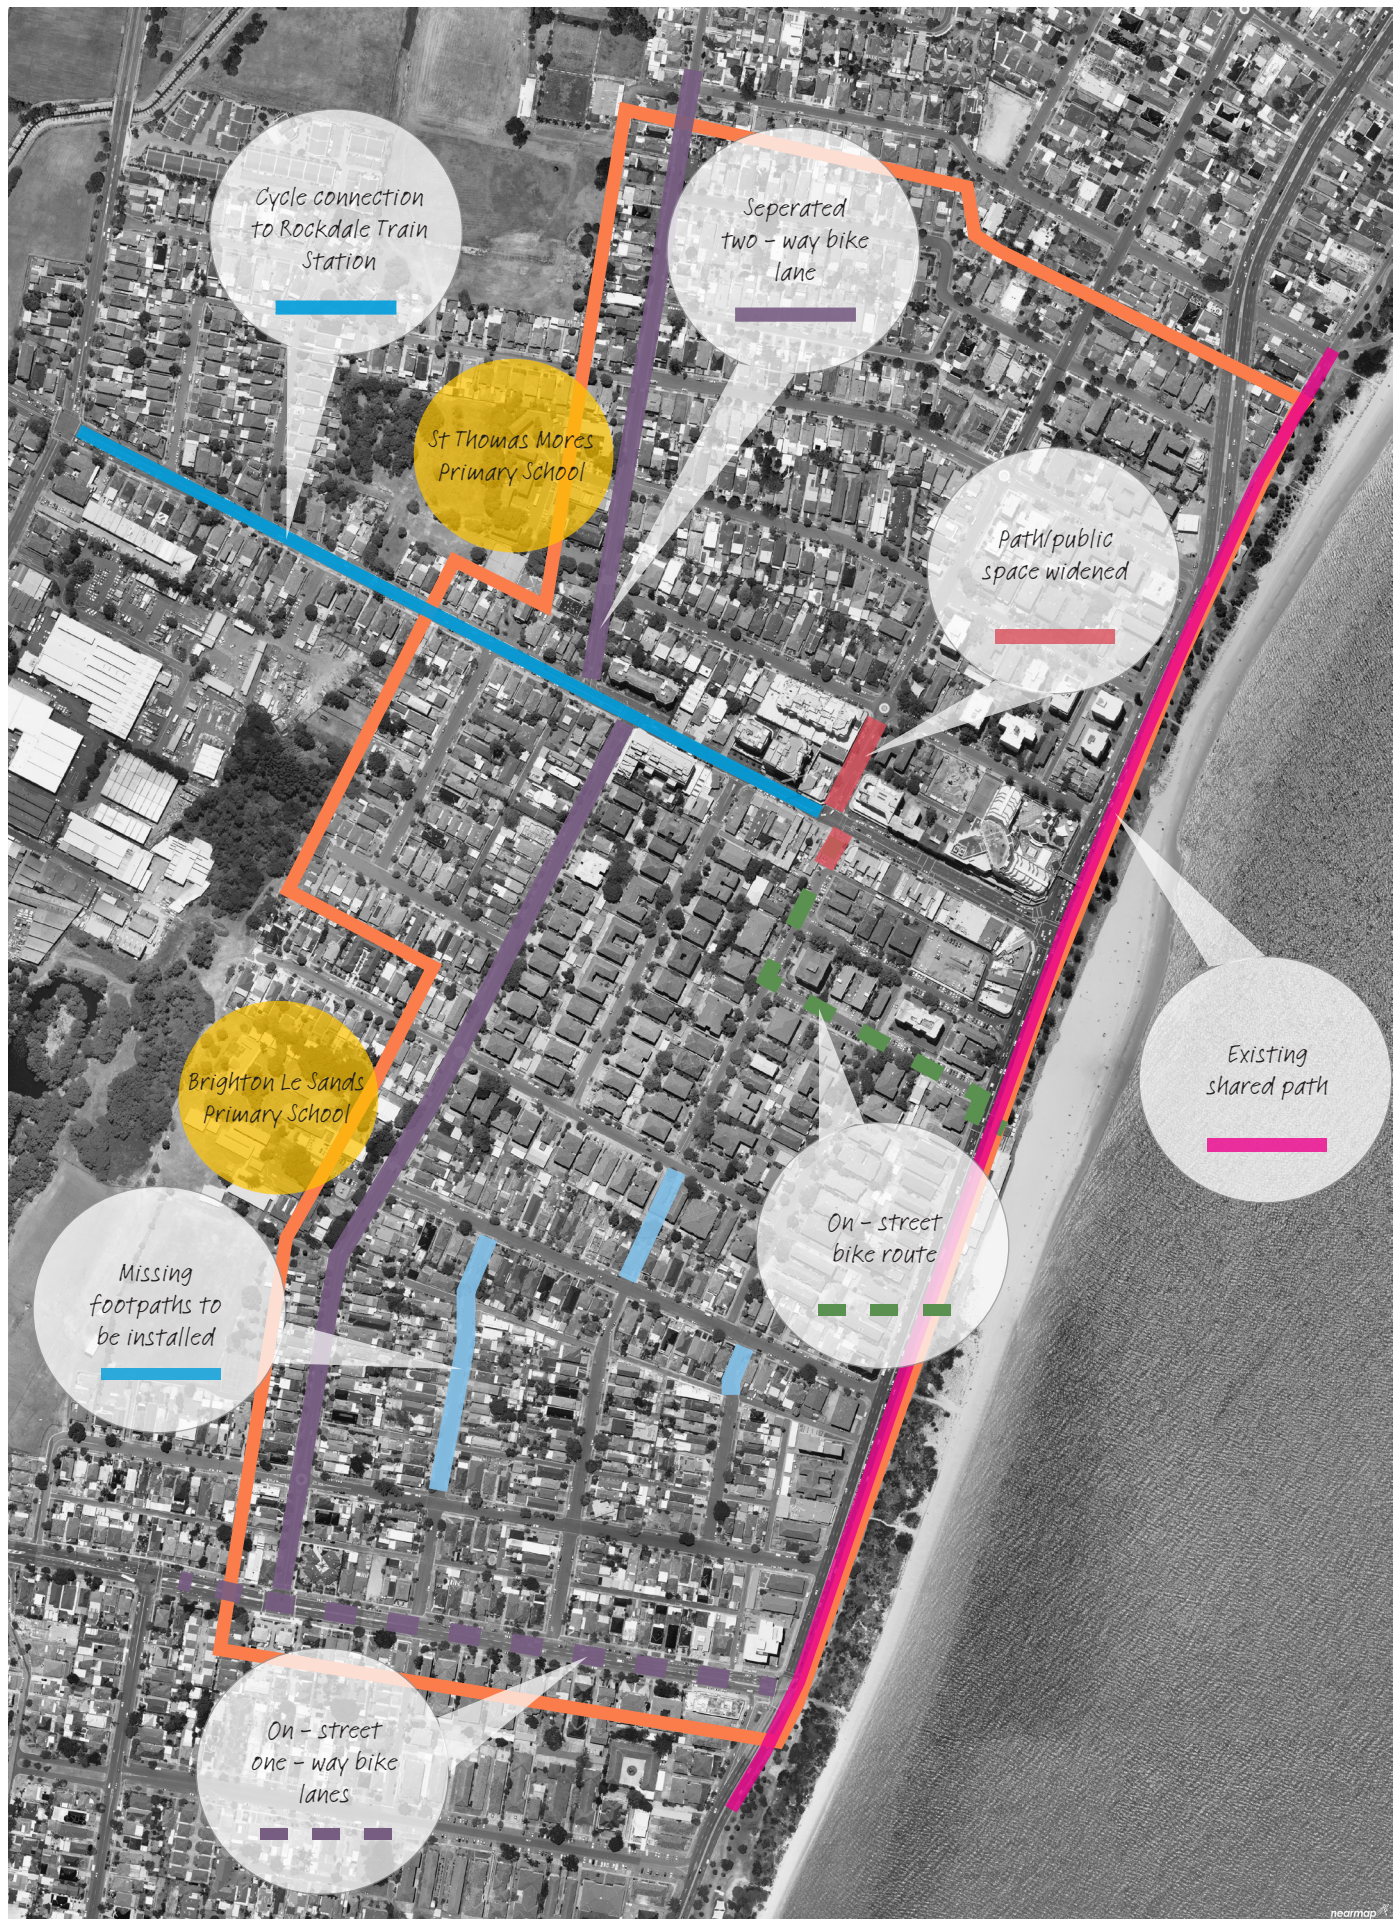 Cycle connection
to Rockdale Train
Station
Seperated
two - way bike
lane
St Thomas Mores
Primary School
Path/public
space widened
Existing
shared path
Brighton Le Sands
Primary School
On - street
bike route
Missing
footpaths to
be installed
On - street
one - way bike
lanes
nearmap